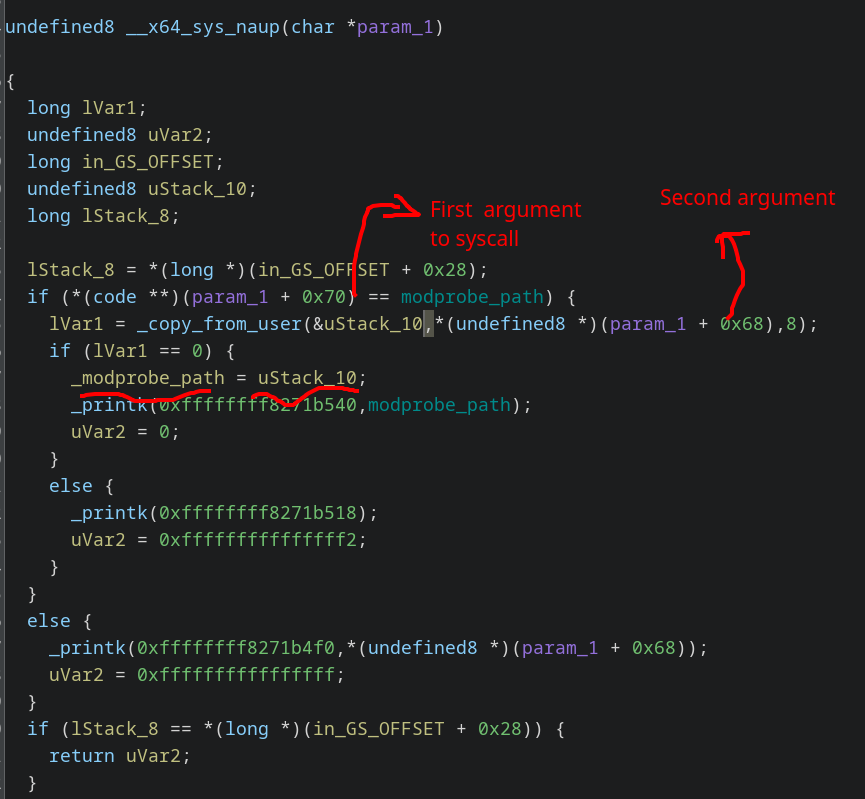 undefined8 __x64_sys_naup(char *param_1)
{
long lVar1;
undefined8 uVar2;
long in_GS_OFFSET;
undefined8 uStack_10;
long lStack_8;
First argument
to syscall
Second argument
lStack_8 = *(long *)(in_GS_OFFSET + 0x28);
if (*(code **)(param_1 + 0x70) == modprobe_path) {
lVar1 = _copy_from_user(&uStack_10,*(undefined8 *)(param_1 + 0x68),8);
if (lVar1 == 0) {
_modprobe_path = uStack_10;
_printk(0xffffffff8271b540,modprobe_path);
uVar2 = 0;
}
else {
_printk(0xffffffff8271b518);
uVar2 = 0xfffffffffffffff2;
}
}
else {
_printk(0xffffffff8271b4f0,*(undefined8 *)(param_1 + 0x68));
uVar2 = 0xffffffffffffffff;
}
if (lStack_8 == *(long *)(in_GS_OFFSET + 0x28)) {
return uVar2;
}